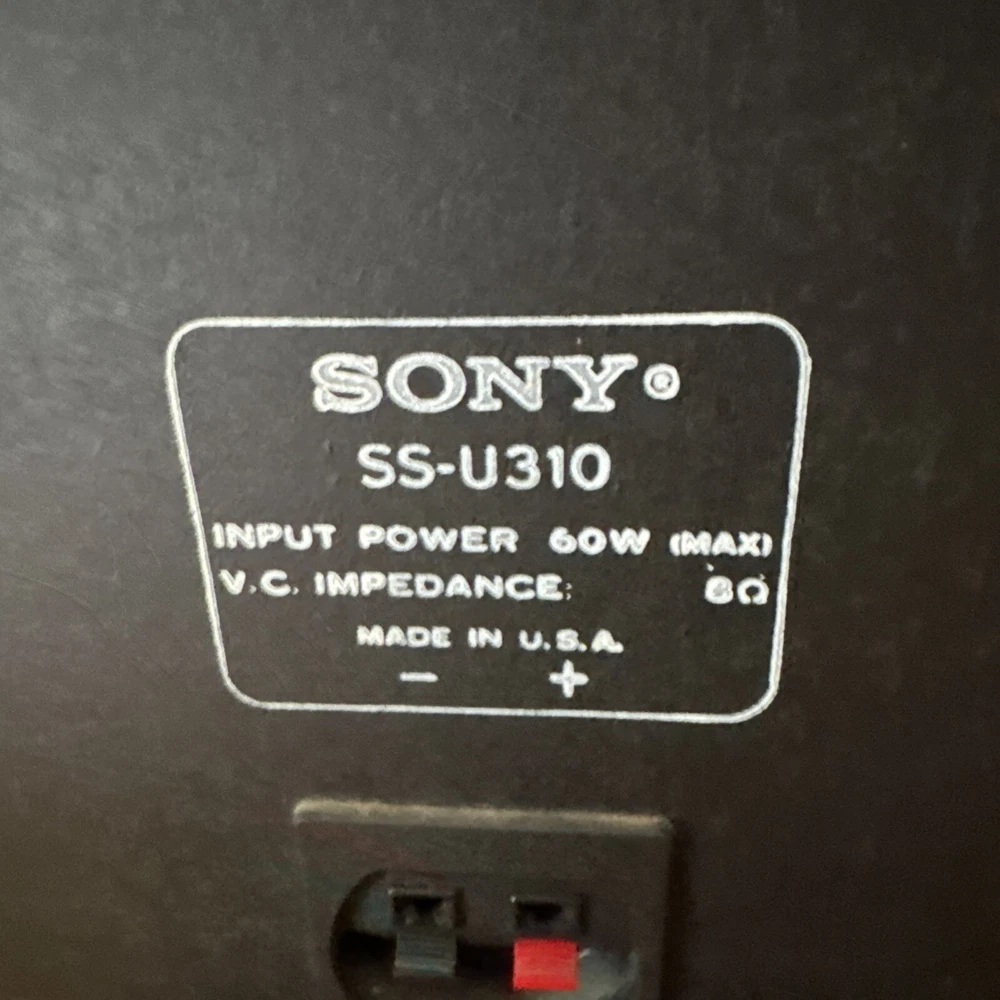 SONY®
SS-U310
INPUT POWER 60W (MAX)
V.C. IMPEDANCE: 8Ω
MADE IN U.S.A.
− +